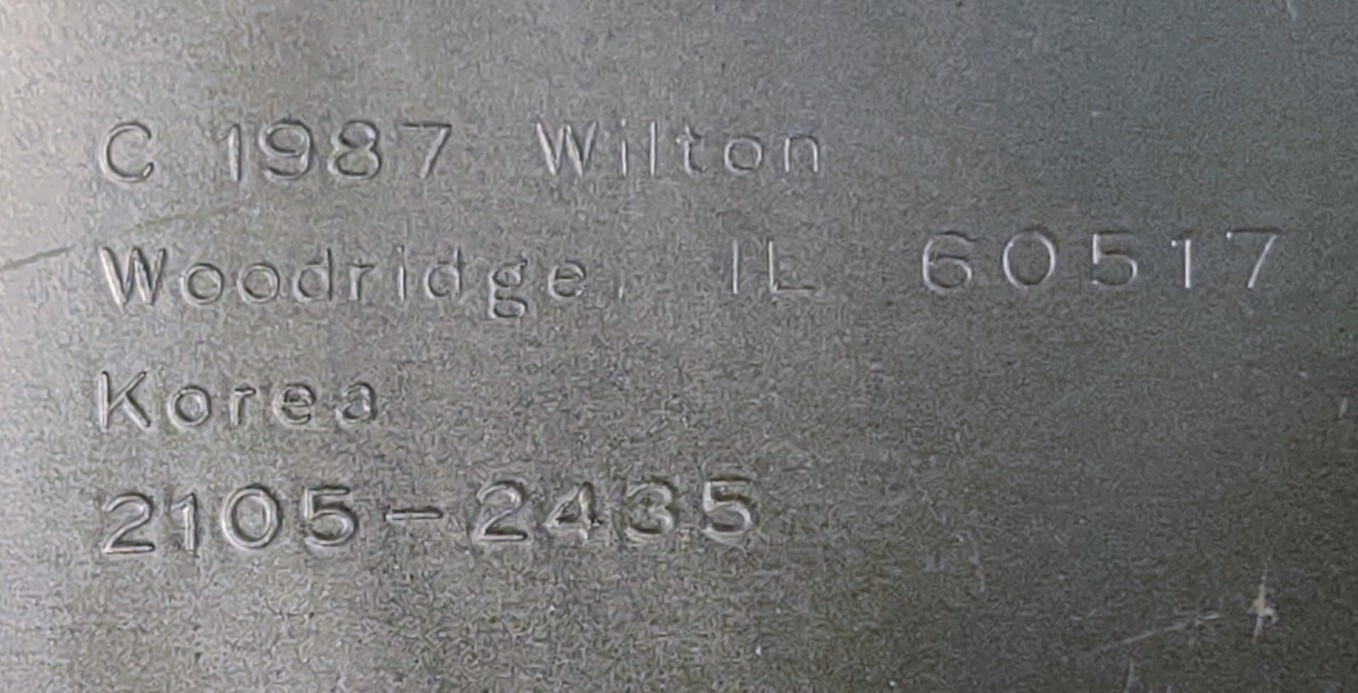 C 1987 Wilton
Woodridge, IL 60517
Korea
2105-2435